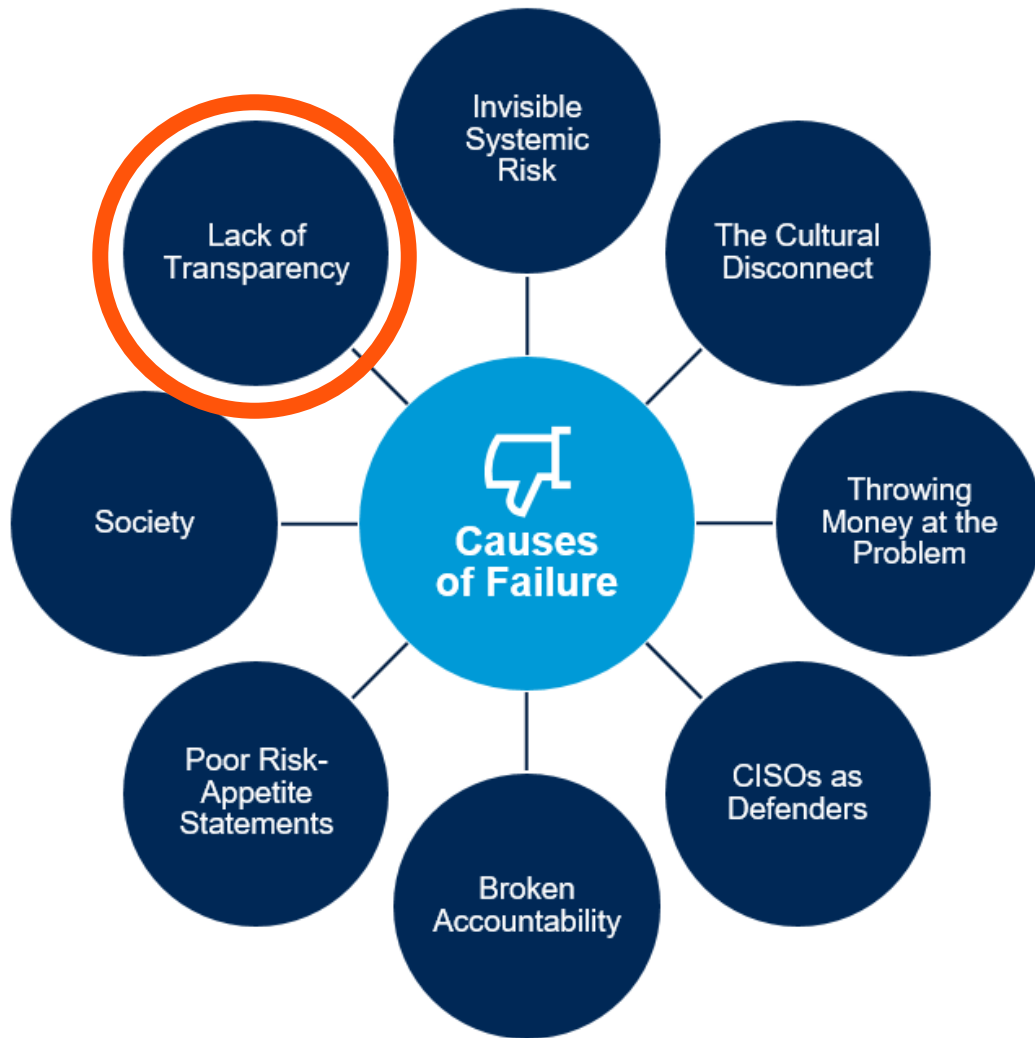 Invisible
Systemic
Risk
The Cultural
Disconnect
Throwing
Money at the
Problem
CISOs as
Defenders
Broken
Accountability
Poor Risk-
Appetite
Statements
Society
Lack of
Transparency
Causes
of Failure